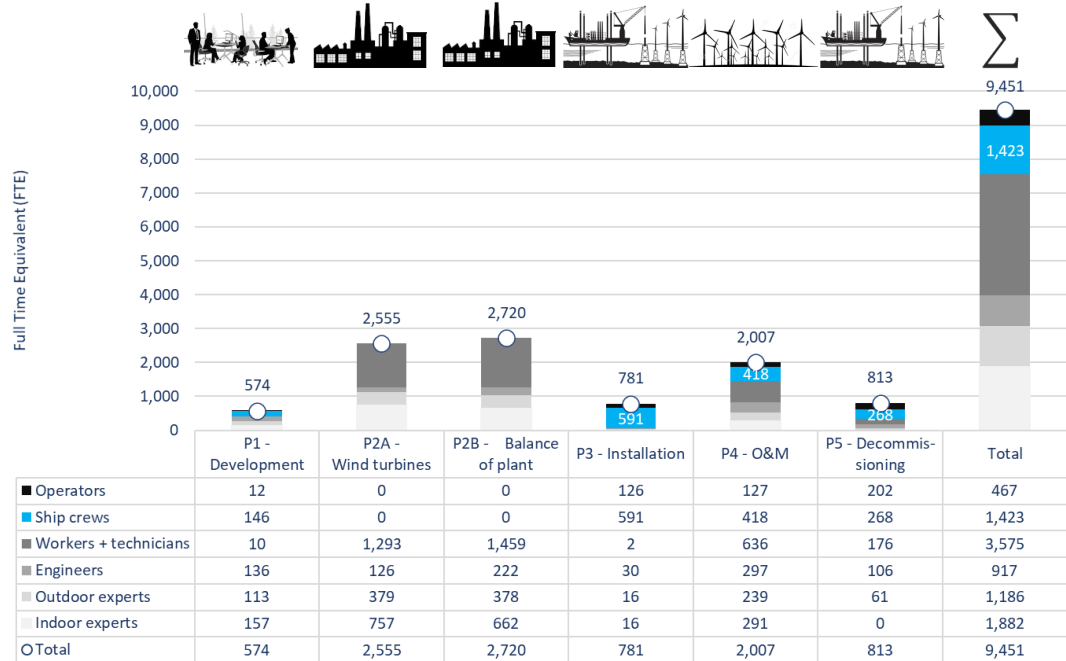 ∑
9,451
10,000
9,000
8,000
7,000
6,000
5,000
4,000
3,000
2,000
1,000
0
Full Time Equivalent (FTE)
574
2,555
2,720
781
591
2,007
418
813
268
1,423
P1 -
Development
P2A -
Wind turbines
P2B - Balance
of plant
P3 - Installation
P4 - O&M
P5 - Decommis-
sioning
Total
Operators 12 0 0 126 127 202 467
Ship crews 146 0 0 591 418 268 1,423
Workers + technicians 10 1,293 1,459 2 636 176 3,575
Engineers 136 126 222 30 297 106 917
Outdoor experts 113 379 378 16 239 61 1,186
Indoor experts 157 757 662 16 291 0 1,882
Total 574 2,555 2,720 781 2,007 813 9,451